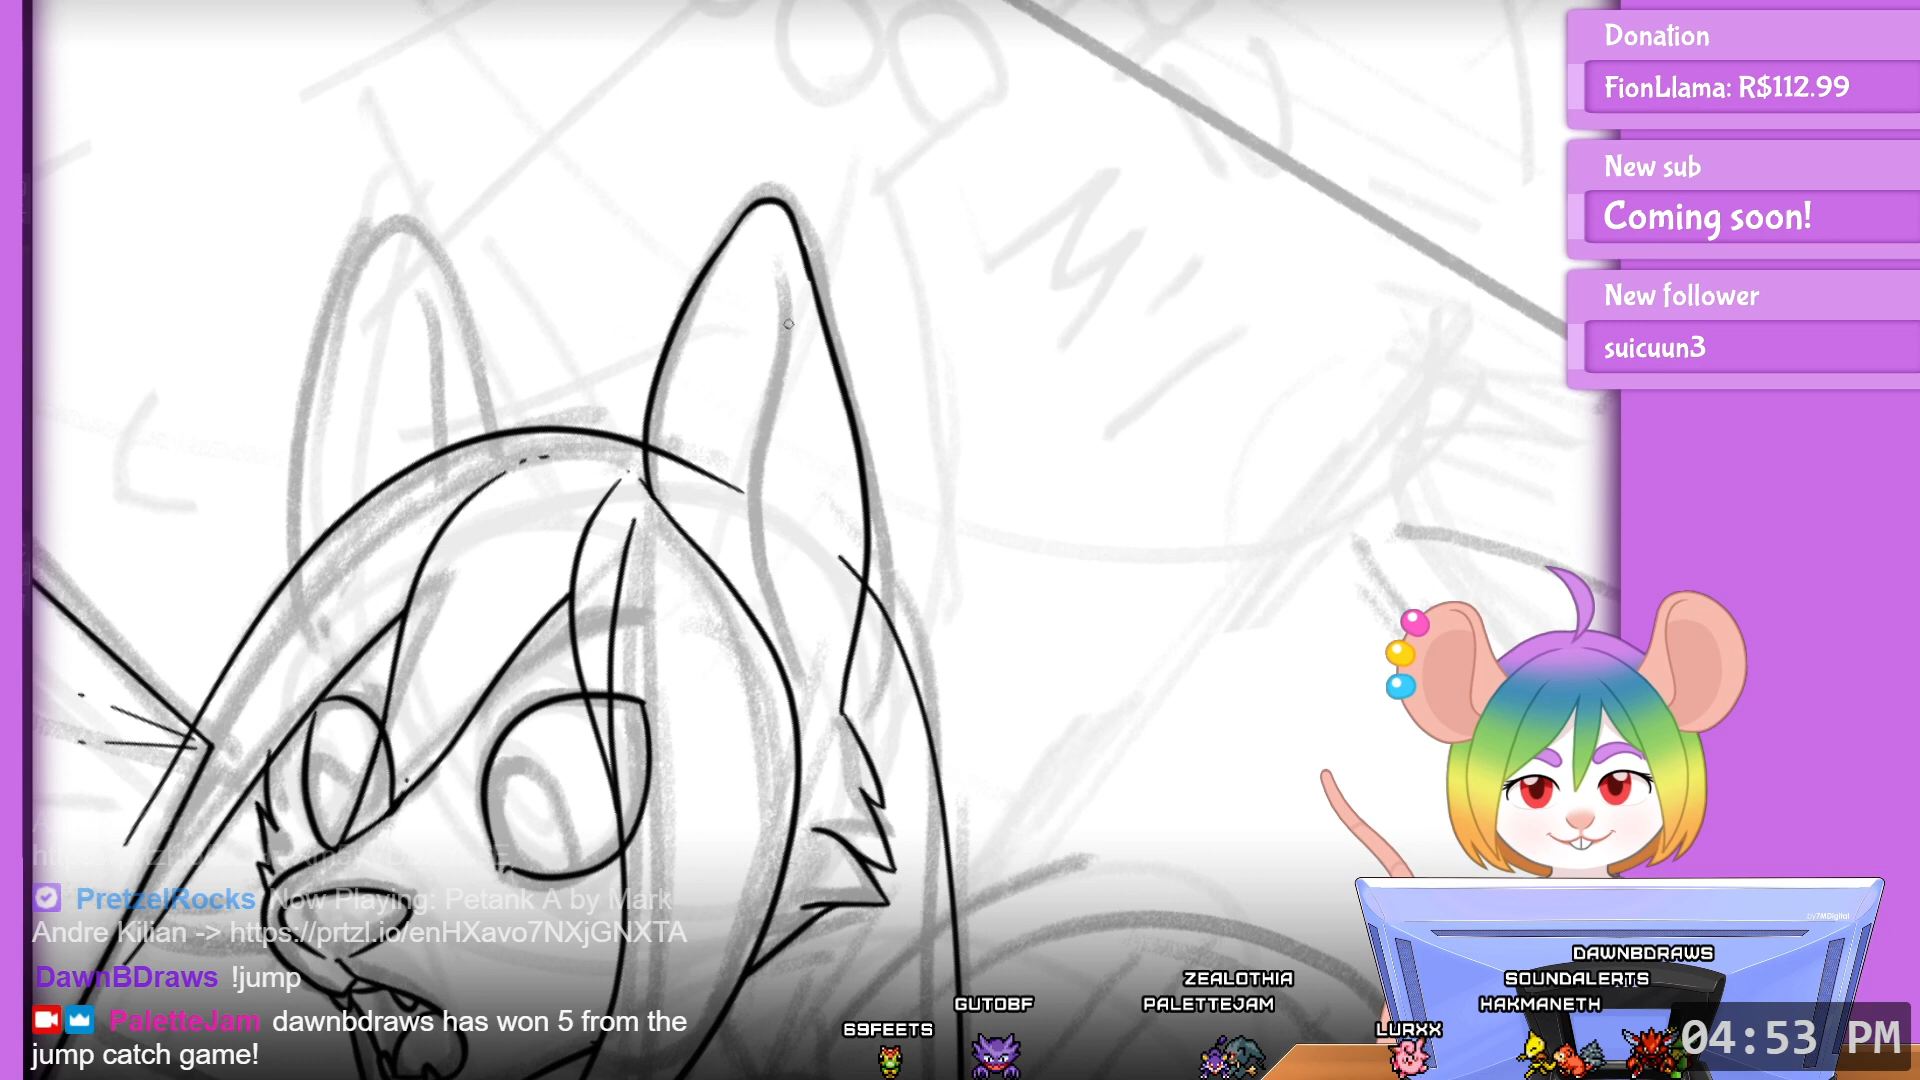 Donation
FionLlama: R$112.99
New sub
Coming soon!
New follower
suicuun3
PretzelRocks Now Playing: Petank A by Mark
Andre Kilian -> https://prtzl.io/enHXavo7NXjGNXTA
DawnBDraws !jump
PaletteJam dawnbdraws has won 5 from the
jump catch game!
by7MDigital
DAWNBDRAWS
ZEALOTHIA
SOUNDALERTS
GUTOBF
PALETTEJAM
HAKMANETH
69FEETS
LURXX
04:53 PM